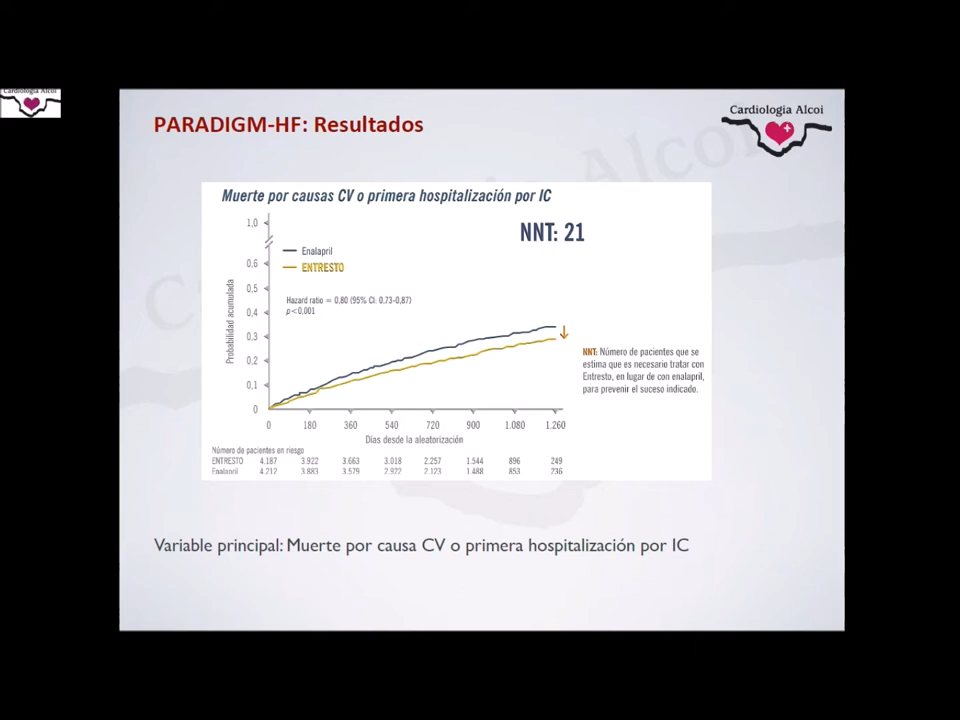 Cardiologia Alcoi
Cardiologia Alcoi
PARADIGM-HF: Resultados
Muerte por causas CV o primera hospitalización por IC
NNT: 21
1,0
0,6
0,5
0,4
0,3
0,2
0,1
0
Probabilidad acumulada
Enalapril
ENTRESTO
Hazard ratio = 0,80 (95% CI: 0.73-0,87)
p<0,001
NNT: Número de pacientes que se
estima que es necesario tratar con
Entresto, en lugar de con enalapril,
para prevenir el suceso indicado.
0 180 360 540 720 900 1.080 1.260
Días desde la aleatorización
Número de pacientes en riesgo
ENTRESTO 4.187 3.922 3.663 3.018 2.257 1.544 896 249
Enalapril 4.212 3.883 3.579 2.922 2.123 1.488 853 236
Variable principal: Muerte por causa CV o primera hospitalización por IC